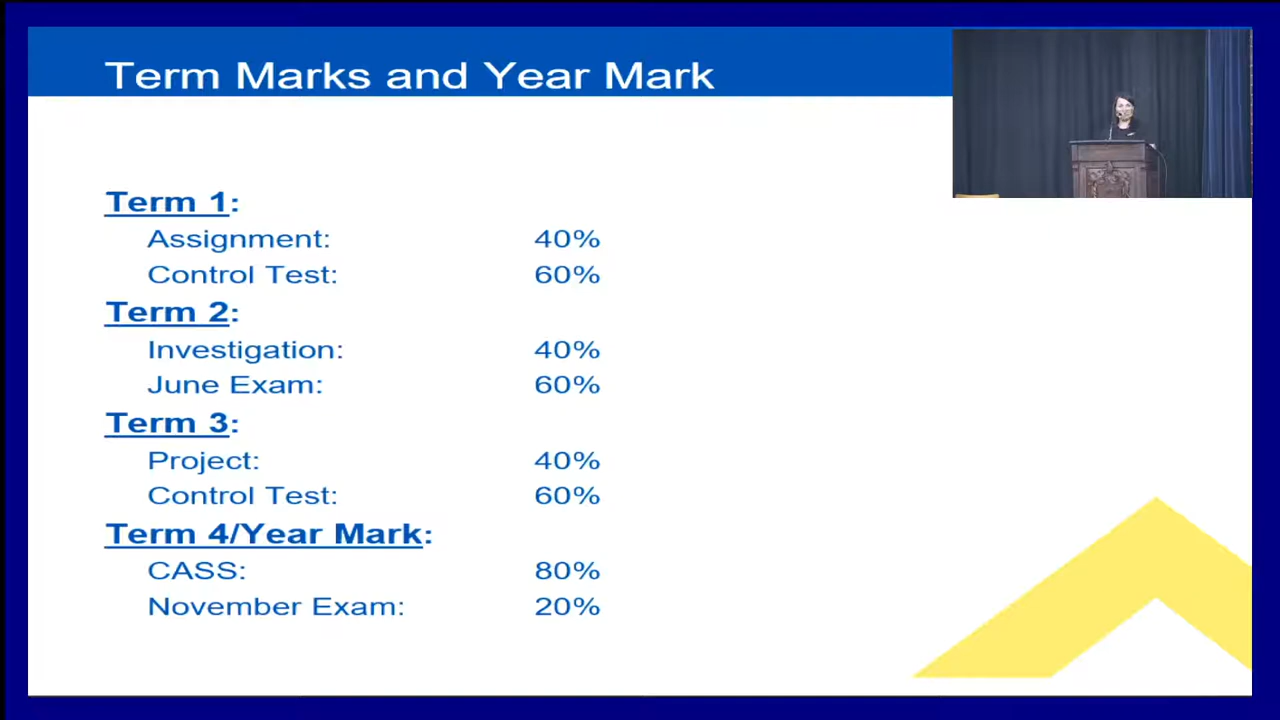 Term Marks and Year Mark
Term 1:
Assignment: 40%
Control Test: 60%
Term 2:
Investigation: 40%
June Exam: 60%
Term 3:
Project: 40%
Control Test: 60%
Term 4/Year Mark:
CASS: 80%
November Exam: 20%